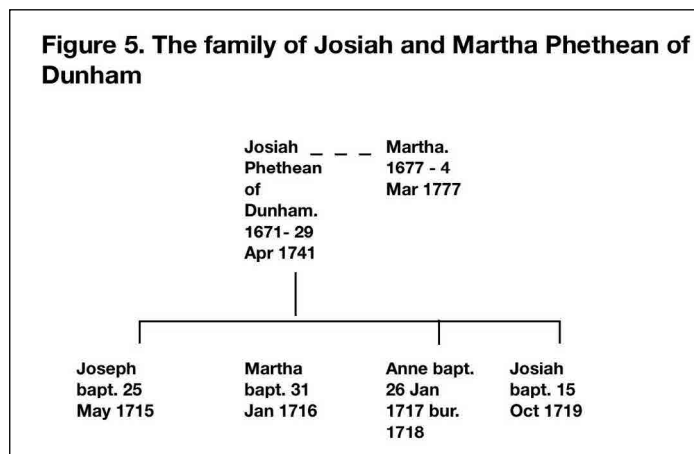 Figure 5. The family of Josiah and Martha Phethean of
Dunham
Josiah _ _ _
Phethean
of
Dunham.
1671- 29
Apr 1741
Martha.
1677 - 4
Mar 1777
Joseph
bapt. 25
May 1715
Martha
bapt. 31
Jan 1716
Anne bapt.
26 Jan
1717 bur.
1718
Josiah
bapt. 15
Oct 1719